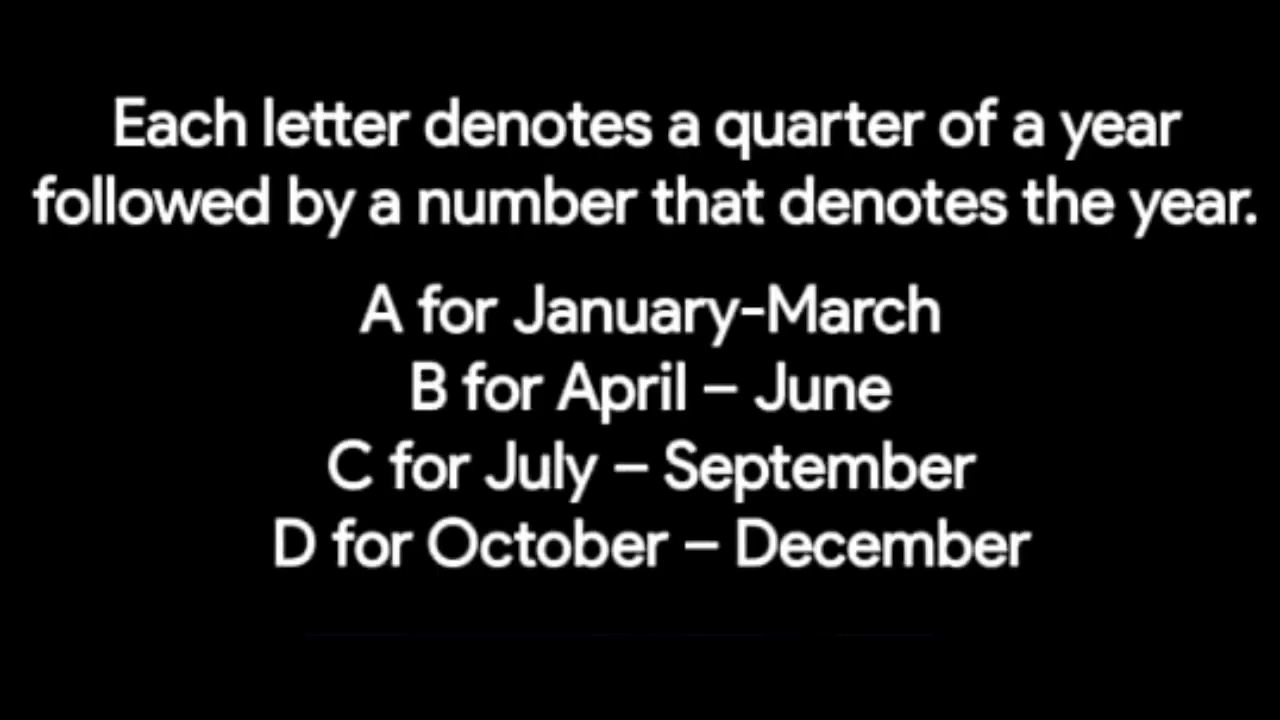 Each letter denotes a quarter of a year
followed by a number that denotes the year.
A for January-March
B for April – June
C for July – September
D for October – December